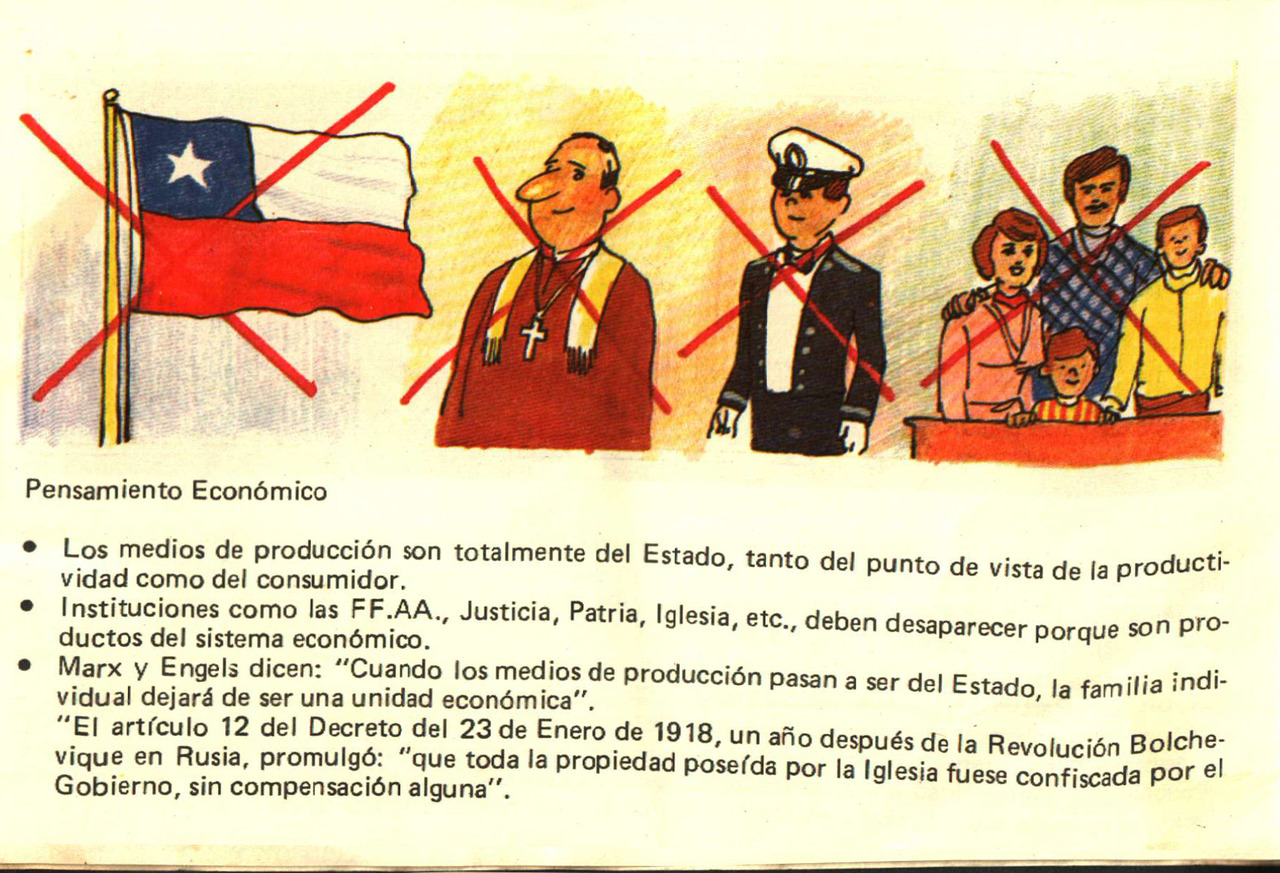 Pensamiento Económico
• Los medios de producción son totalmente del Estado, tanto del punto de vista de la producti-
vidad como del consumidor.
• Instituciones como las FF.AA., Justicia, Patria, Iglesia, etc., deben desaparecer porque son pro-
ductos del sistema económico.
• Marx y Engels dicen: "Cuando los medios de producción pasan a ser del Estado, la familia indi-
vidual dejará de ser una unidad económica".
"El artículo 12 del Decreto del 23 de Enero de 1918, un año después de la Revolución Bolche-
vique en Rusia, promulgó: "que toda la propiedad poseída por la Iglesia fuese confiscada por el
Gobierno, sin compensación alguna".